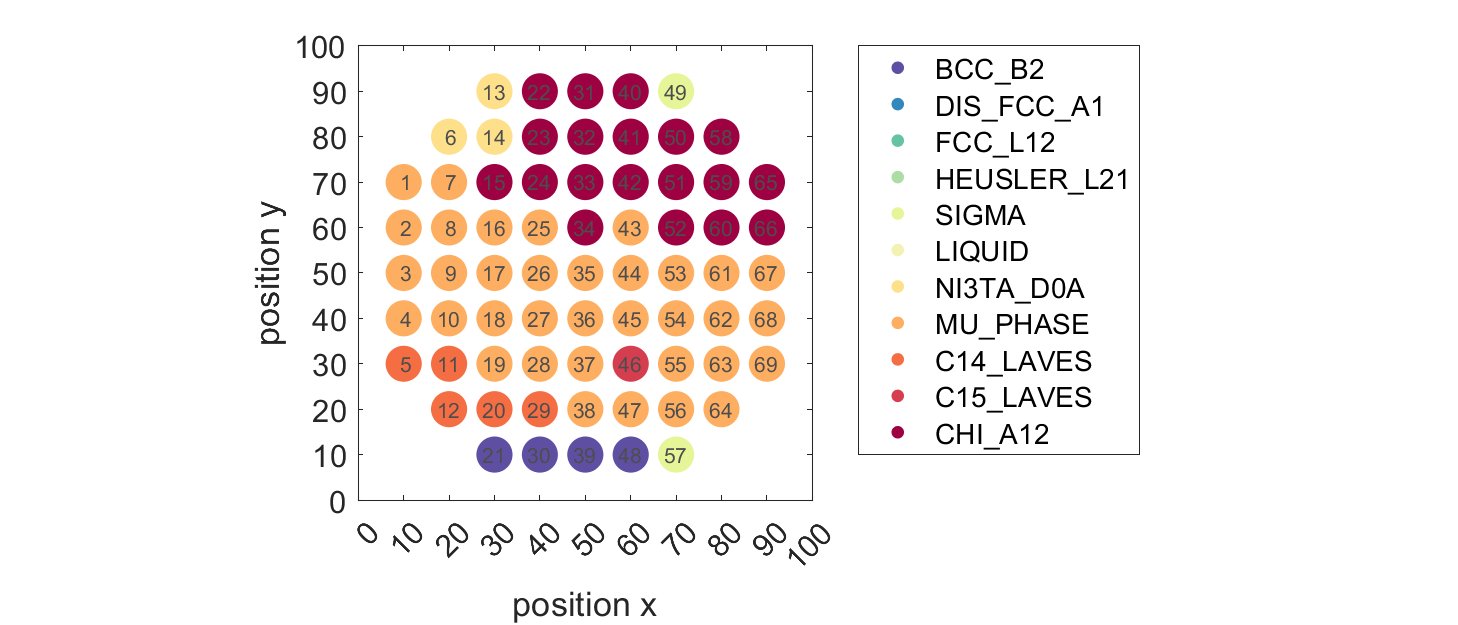 100
90
80
70
60
50
40
30
20
10
0
position y
13 22 31 40 49
6 14 23 32 41 50 58
1 7 15 24 33 42 51 59 65
2 8 16 25 34 43 52 60 66
3 9 17 26 35 44 53 61 67
4 10 18 27 36 45 54 62 68
5 11 19 28 37 46 55 63 69
12 20 29 38 47 56 64
21 30 39 48 57
0 10 20 30 40 50 60 70 80 90 100
position x
BCC_B2
DIS_FCC_A1
FCC_L12
HEUSLER_L21
SIGMA
LIQUID
NI3TA_D0A
MU_PHASE
C14_LAVES
C15_LAVES
CHI_A12